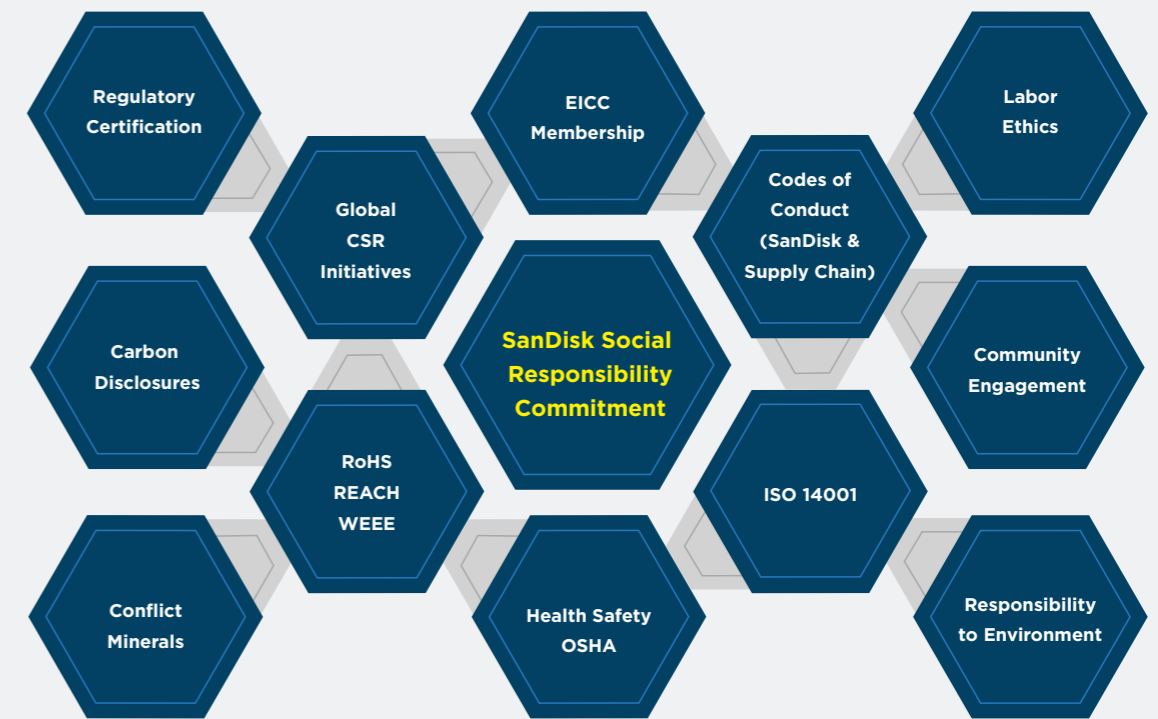 Regulatory
Certification
EICC
Membership
Labor
Ethics
Global
CSR
Initiatives
Codes of
Conduct
(SanDisk &
Supply Chain)
SanDisk Social
Responsibility
Commitment
Carbon
Disclosures
Community
Engagement
RoHS
REACH
WEEE
ISO 14001
Conflict
Minerals
Health Safety
OSHA
Responsibility
to Environment